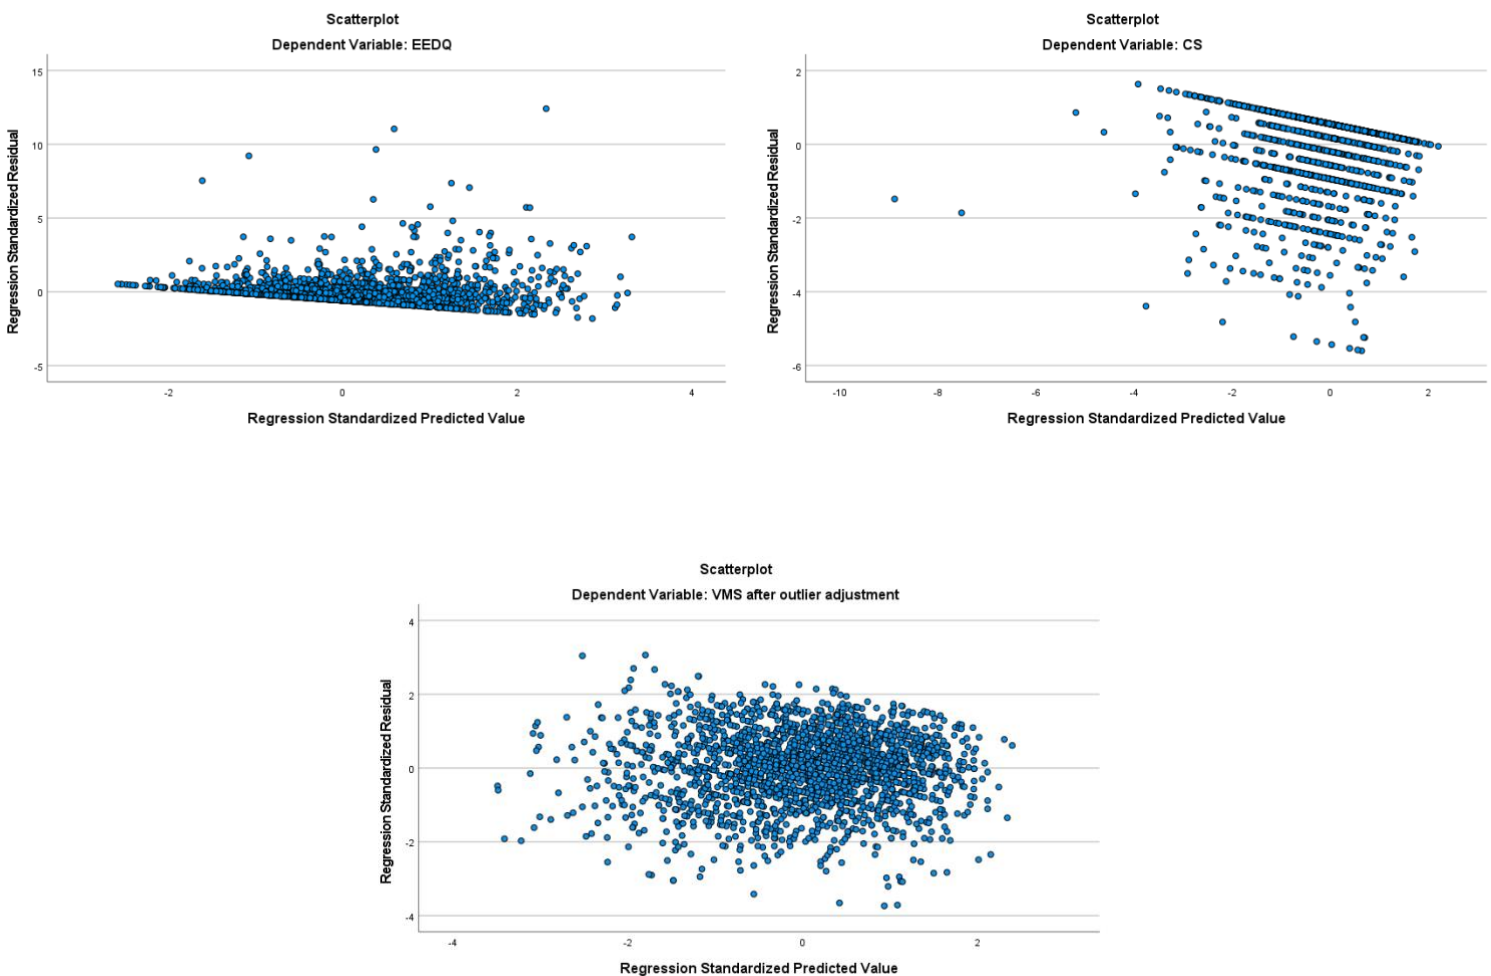 Scatterplot
Dependent Variable: EEDQ
Regression Standardized Residual
15
10
5
0
-5
-2
0
2
4
Regression Standardized Predicted Value
Scatterplot
Dependent Variable: CS
Regression Standardized Residual
2
0
-2
-4
-6
-10
-8
-6
-4
-2
0
2
Regression Standardized Predicted Value
Scatterplot
Dependent Variable: VMS after outlier adjustment
Regression Standardized Residual
4
2
0
-2
-4
-4
-2
0
2
Regression Standardized Predicted Value